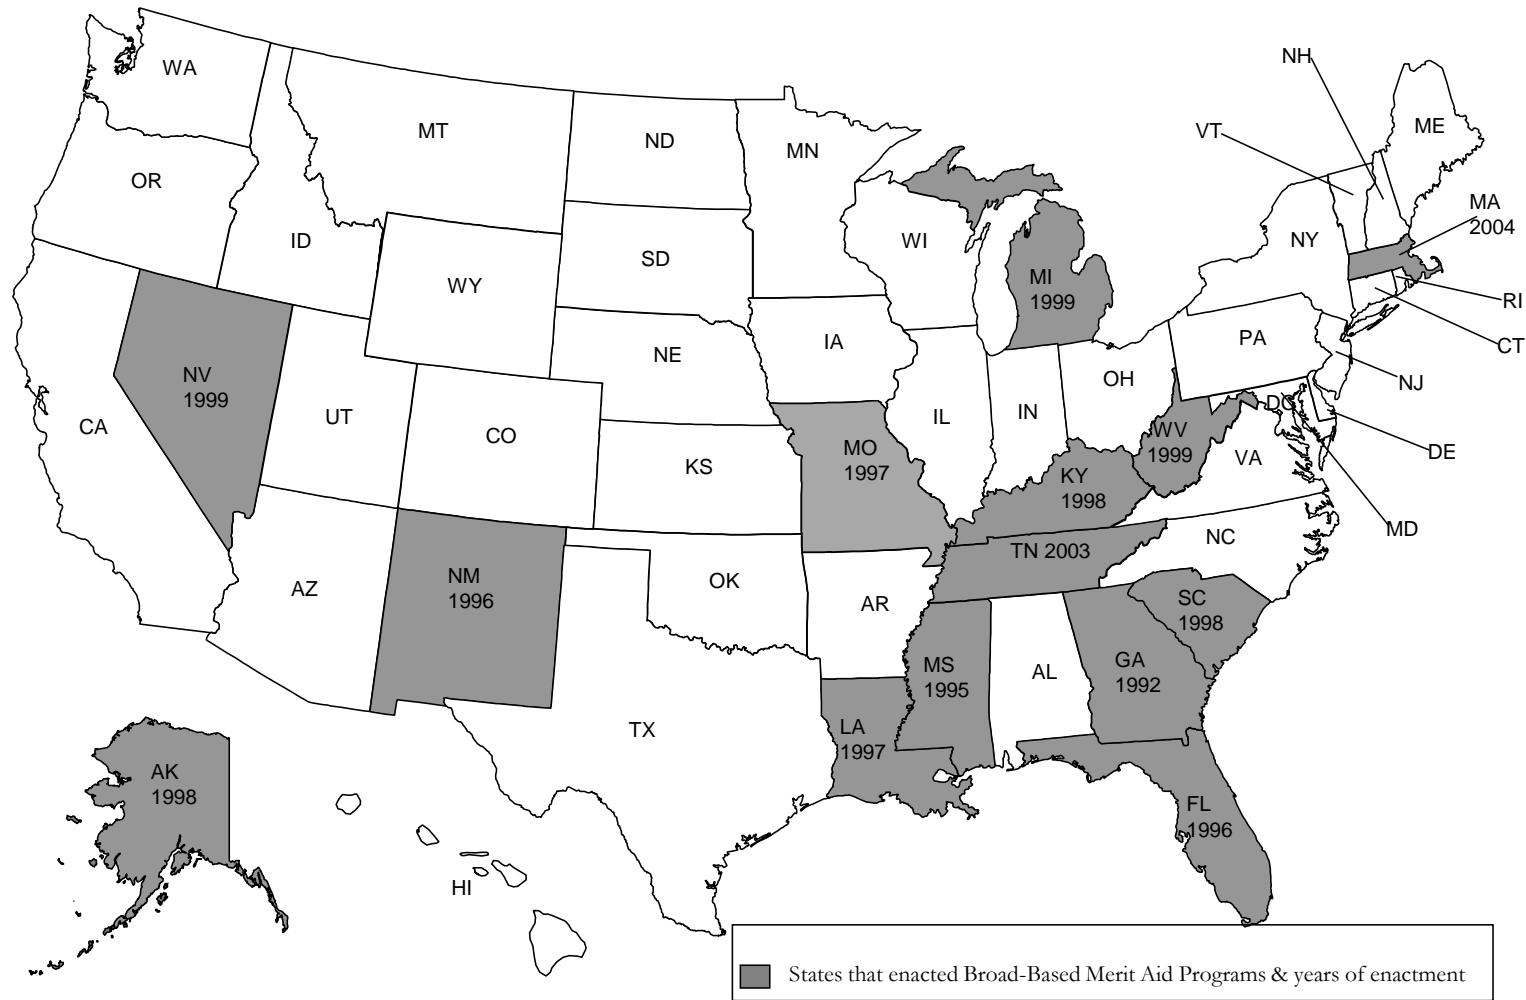 NH
WA
ME
MT
VT
ND
MN
OR
MA
2004
ID
NY
WI
SD
MI
1999
WY
RI
PA
IA
CT
NE
NV
1999
OH
NJ
UT
IN
DC
IL
CA
CO
WV
1999
MO
1997
DE
VA
KS
KY
1998
MD
NC
TN 2003
NM
1996
OK
AZ
AR
SC
1998
MS
1995
GA
1992
AL
TX
LA
1997
AK
1998
FL
1996
HI
States that enacted Broad-Based Merit Aid Programs & years of enactment